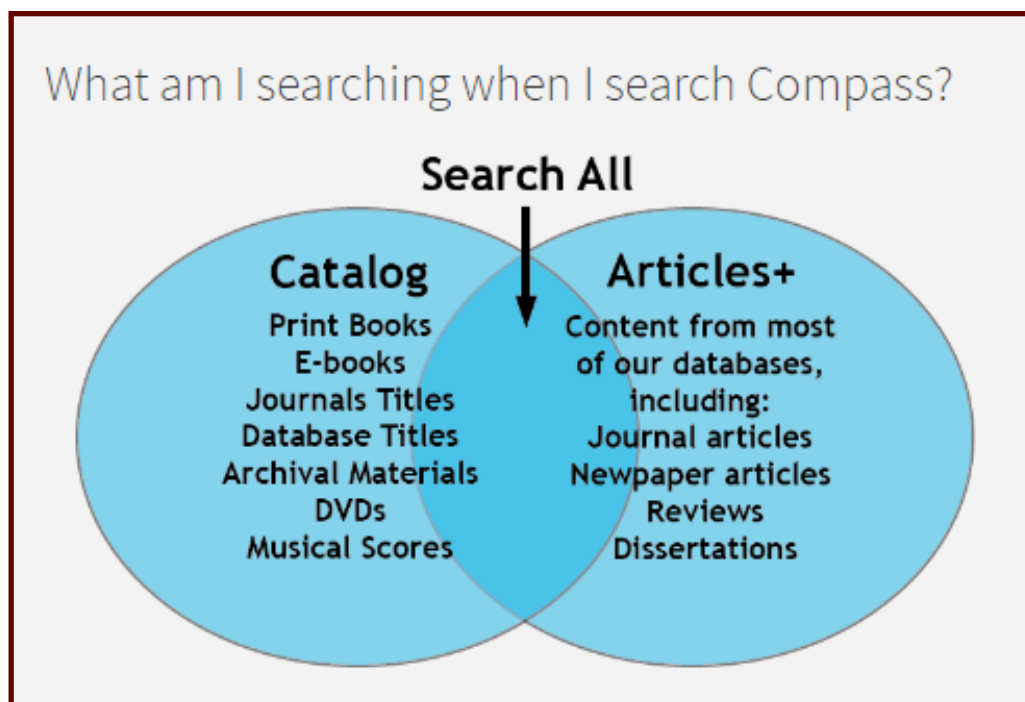 What am I searching when I search Compass?
Search All
Catalog
Print Books
E-books
Journals Titles
Database Titles
Archival Materials
DVDs
Musical Scores
Articles+
Content from most
of our databases,
including:
Journal articles
Newpaper articles
Reviews
Dissertations